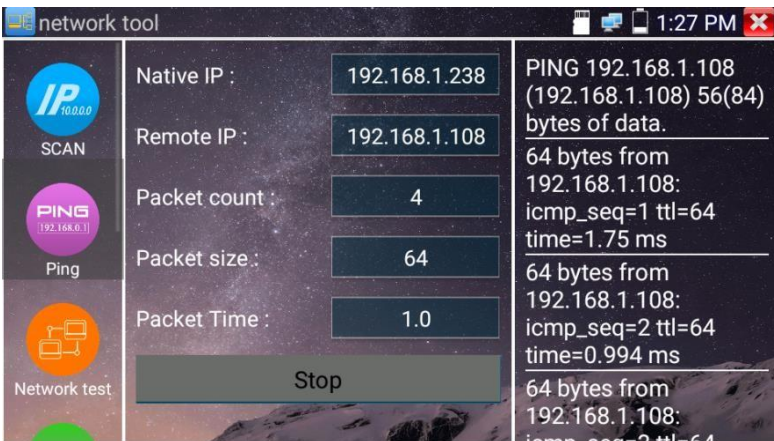 network tool
1:27 PM
IP
10.0.0.0
SCAN
PING
192.168.0.1
Ping
Network test
Native IP :
192.168.1.238
Remote IP :
192.168.1.108
Packet count :
4
Packet size :
64
Packet Time :
1.0
Stop
PING 192.168.1.108
(192.168.1.108) 56(84)
bytes of data.
64 bytes from
192.168.1.108:
icmp_seq=1 ttl=64
time=1.75 ms
64 bytes from
192.168.1.108:
icmp_seq=2 ttl=64
time=0.994 ms
64 bytes from
192.168.1.108: